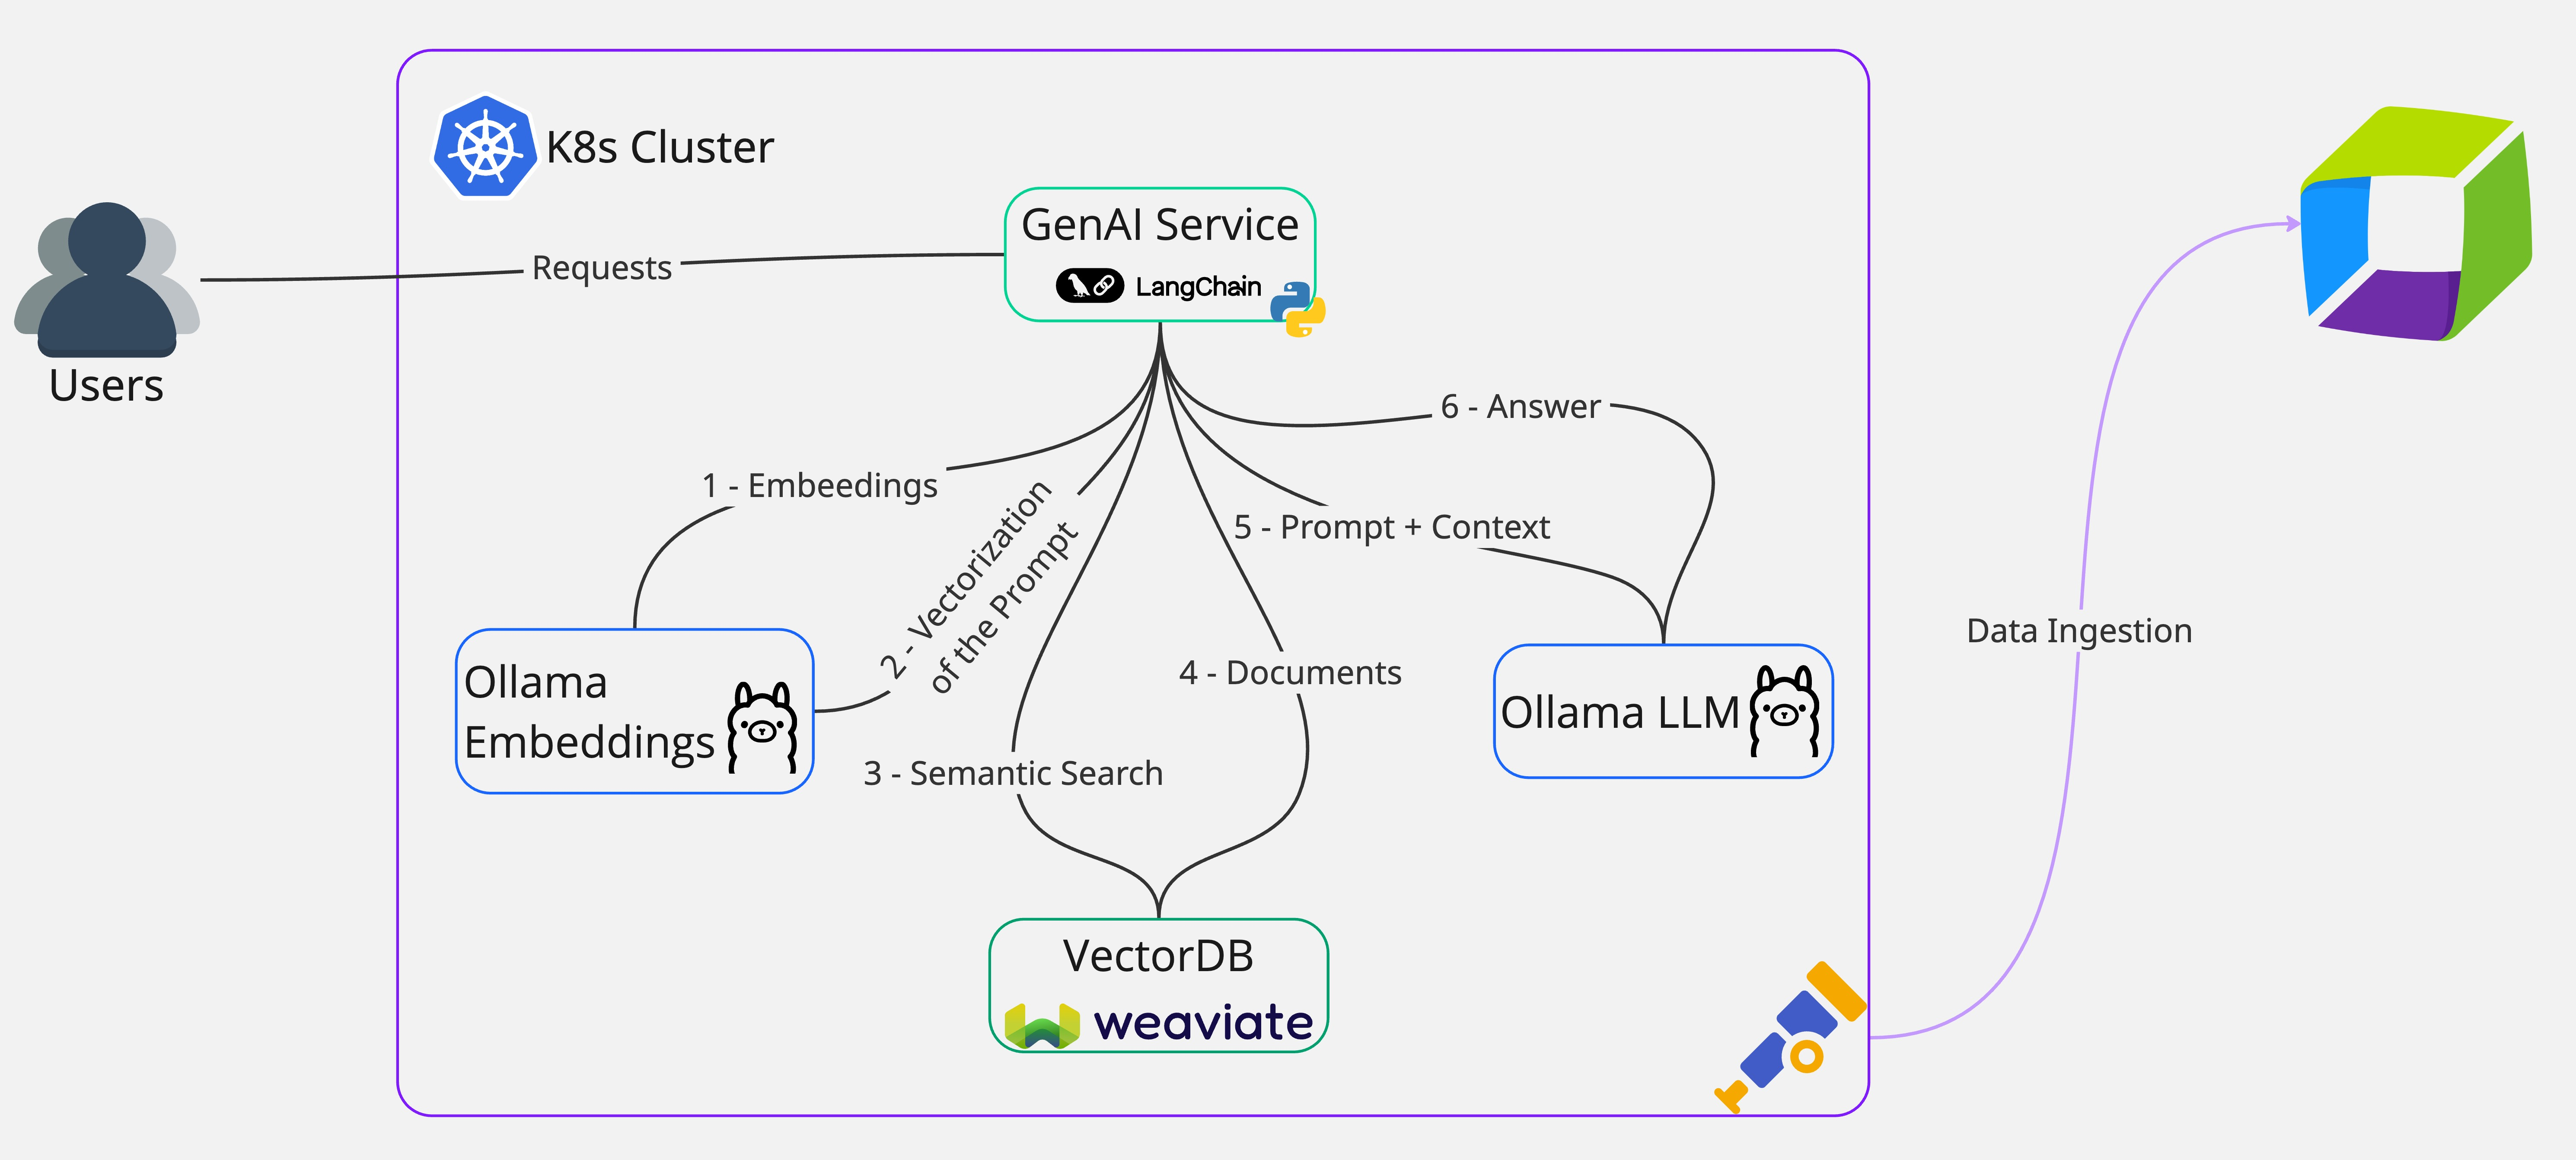 K8s Cluster
GenAI Service
LangChain
Requests
Users
6 - Answer
1 - Embeedings
2 - Vectorization
of the Prompt
5 - Prompt + Context
4 - Documents
3 - Semantic Search
Ollama
Embeddings
Ollama LLM
Data Ingestion
VectorDB
weaviate